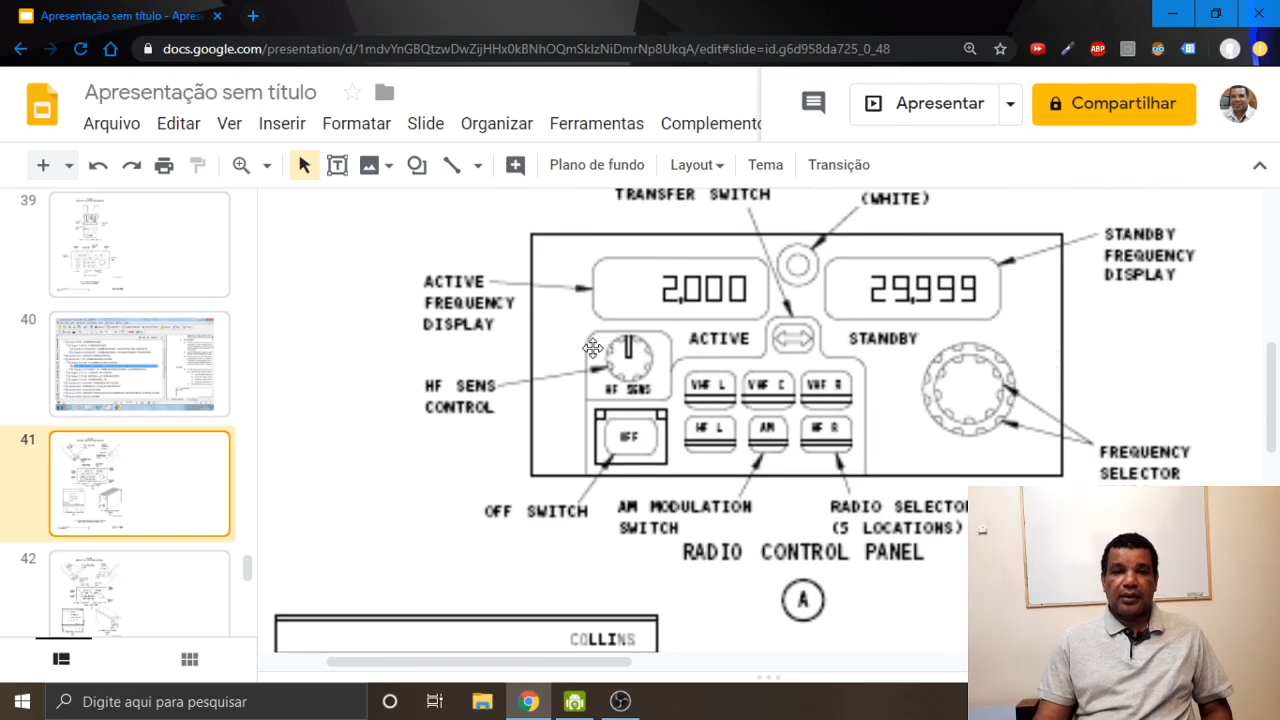 Apresentação sem título - Aprese
docs.google.com/presentation/d/1mdvYnGBQtzwDwZijHHx0kBNhOQmSkIzNiDmrNp8UkqA/edit#slide=id.g6d958da725_0_48
ABP
Apresentação sem título
Arquivo Editar Ver Inserir Formatar Slide Organizar Ferramentas Complemento
Apresentar
Compartilhar
Plano de fundo Layout Tema Transição
39
40
41
42
TRANSFER SWITCH
(WHITE)
STANDBY
FREQUENCY
DISPLAY
ACTIVE
FREQUENCY
DISPLAY
2,000
29,999
ACTIVE
STANDBY
HF SENS
CONTROL
HF SENS
VHF L
VHF R
HF L
AM
HF R
OFF
FREQUENCY
SELECTOR
OFF SWITCH
AM MODULATION
SWITCH
RADIO SELECTOR
(5 LOCATIONS)
RADIO CONTROL PANEL
A
COLLINS
Digite aqui para pesquisar